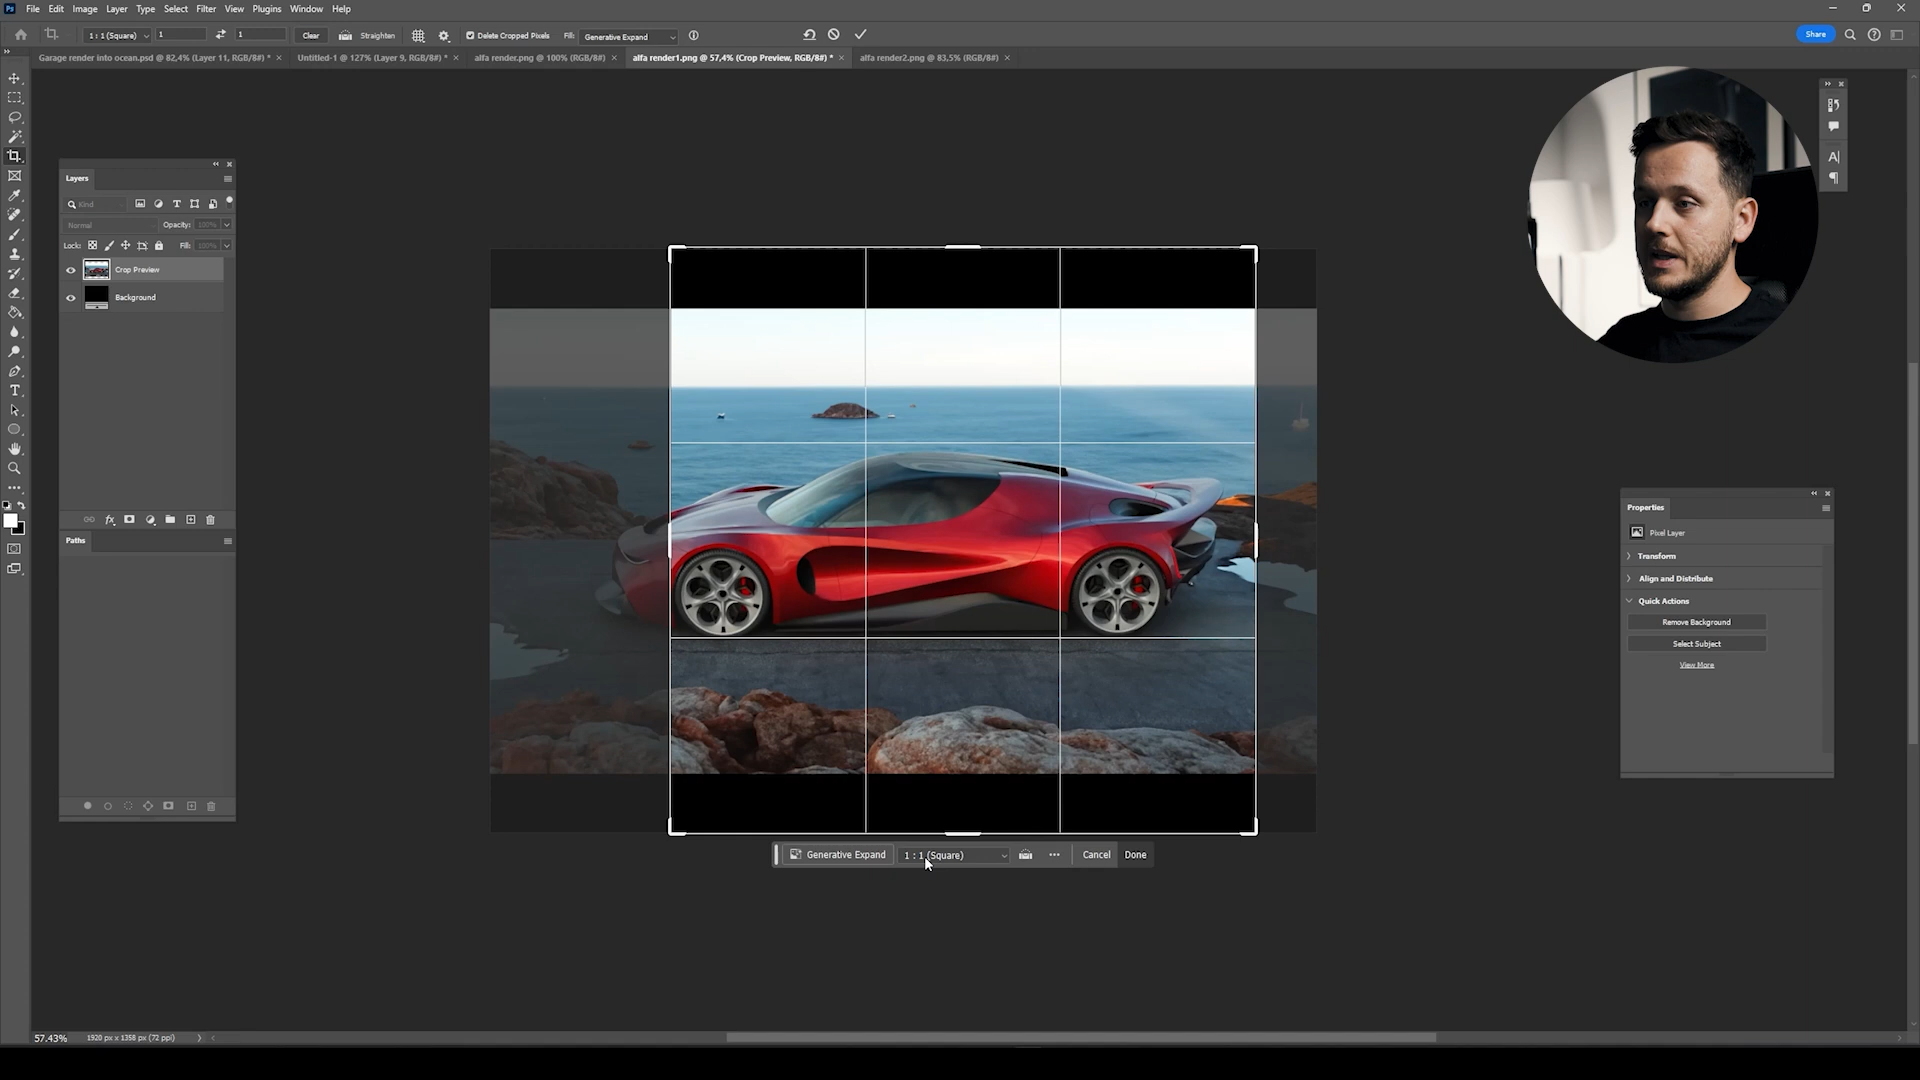 Ps File Edit Image Layer Type Select Filter View Plugins Window Help
1 : 1 (Square) 1 1 Clear Straighten Delete Cropped Pixels Fill: Generative Expand Share
Garage render into ocean.psd @ 82,4% (Layer 11, RGB/8#) * × Untitled-1 @ 127% (Layer 9, RGB/8#) * × alfa render.png @ 100% (RGB/8#) × alfa render1.png @ 57,4% (Crop Preview, RGB/8#) * × alfa render2.png @ 83,5% (RGB/8#) ×
Layers
Kind
Normal Opacity: 100%
Lock: Fill: 100%
Crop Preview
Background
Paths
Properties
Pixel Layer
Transform
Align and Distribute
Quick Actions
Remove Background
Select Subject
View More
Generative Expand 1 : 1 (Square) Cancel Done
57.43% 1920 px x 1358 px (72 ppi)